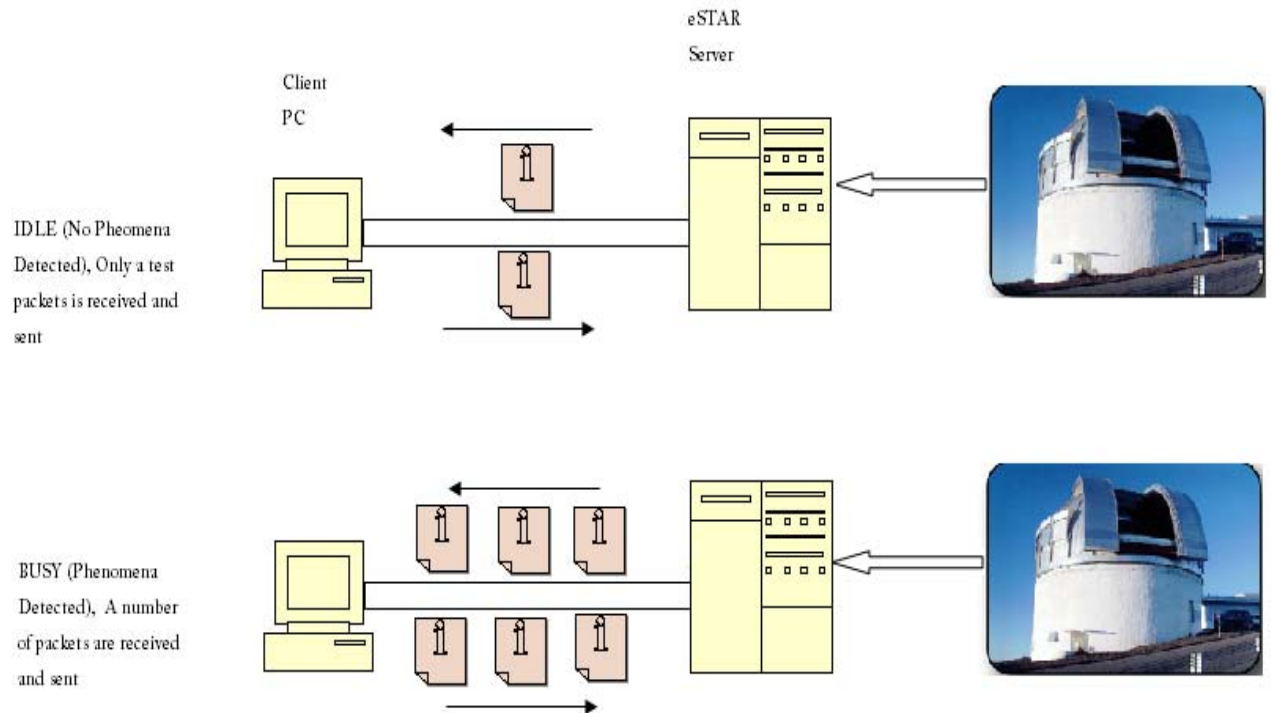 eSTAR
Server
Client
PC
IDLE (No Pheomena
Detected), Only a test
packets is received and
sent
BUSY (Phenomena
Detected), A number
of packets are received
and sent